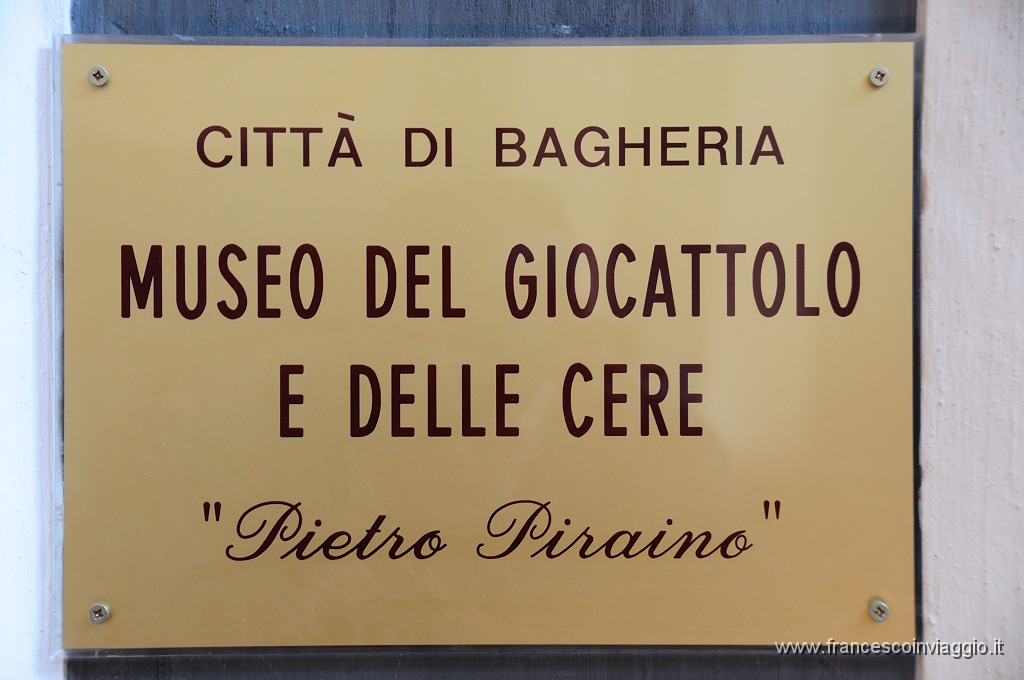 CITTÀ DI BAGHERIA
MUSEO DEL GIOCATTOLO
E DELLE CERE
"Pietro Piraino"
www.francescoinviaggio.it